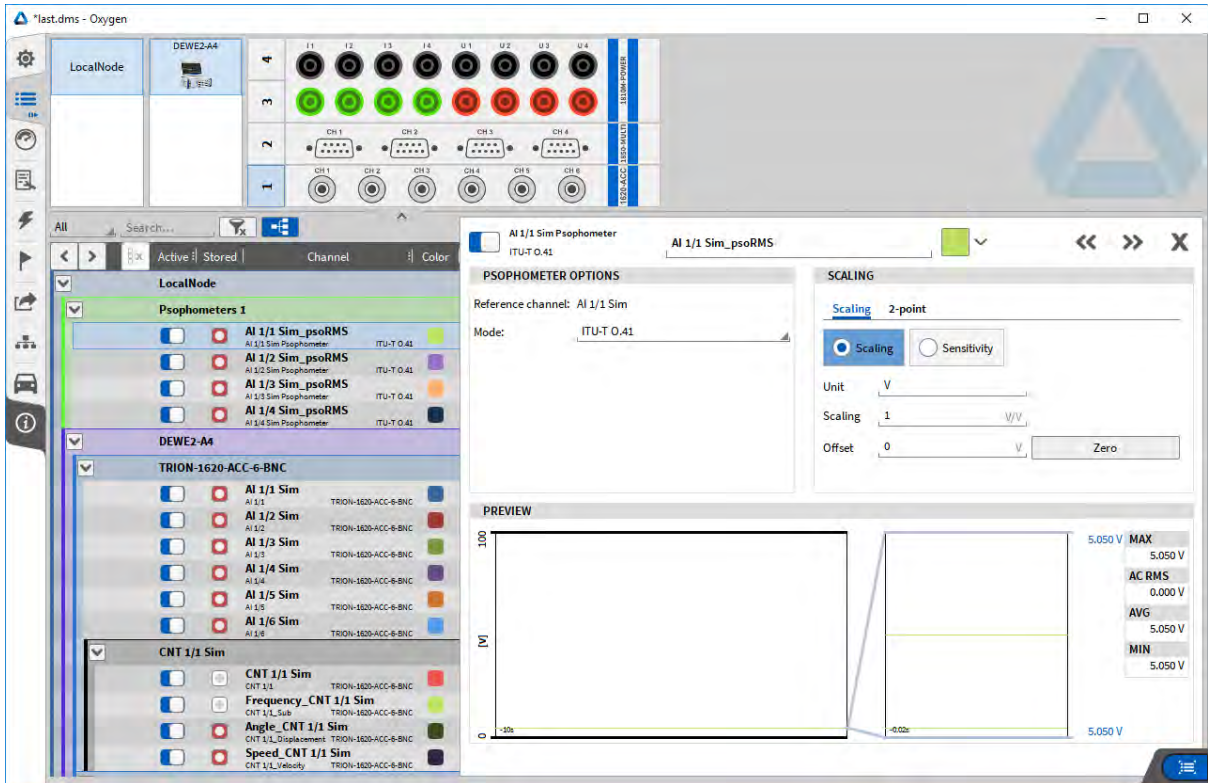 *last.dms - Oxygen
LocalNode
DEWE2-A4
4
I 1 I 2 I 3 I 4 U 1 U 2 U 3 U 4
1810M-POWER
3
2
CH 1 CH 2 CH 3 CH 4
1850-MULTI
1
CH 1 CH 2 CH 3 CH 4 CH 5 CH 6
1620-ACC
All
Search...
Active Stored Channel Color
LocalNode
Psophometers 1
AI 1/1 Sim_psoRMS
AI 1/1 Sim Psophometer ITU-T O.41
AI 1/2 Sim_psoRMS
AI 1/2 Sim Psophometer ITU-T O.41
AI 1/3 Sim_psoRMS
AI 1/3 Sim Psophometer ITU-T O.41
AI 1/4 Sim_psoRMS
AI 1/4 Sim Psophometer ITU-T O.41
DEWE2-A4
TRION-1620-ACC-6-BNC
AI 1/1 Sim
AI 1/1 TRION-1620-ACC-6-BNC
AI 1/2 Sim
AI 1/2 TRION-1620-ACC-6-BNC
AI 1/3 Sim
AI 1/3 TRION-1620-ACC-6-BNC
AI 1/4 Sim
AI 1/4 TRION-1620-ACC-6-BNC
AI 1/5 Sim
AI 1/5 TRION-1620-ACC-6-BNC
AI 1/6 Sim
AI 1/6 TRION-1620-ACC-6-BNC
CNT 1/1 Sim
CNT 1/1 Sim
CNT 1/1 TRION-1620-ACC-6-BNC
Frequency_CNT 1/1 Sim
CNT 1/1_Sub TRION-1620-ACC-6-BNC
Angle_CNT 1/1 Sim
CNT 1/1_Displacement TRION-1620-ACC-6-BNC
Speed_CNT 1/1 Sim
CNT 1/1_Velocity TRION-1620-ACC-6-BNC
AI 1/1 Sim Psophometer
ITU-T O.41
AI 1/1 Sim_psoRMS
PSOPHOMETER OPTIONS
Reference channel: AI 1/1 Sim
Mode: ITU-T O.41
SCALING
Scaling 2-point
Scaling Sensitivity
Unit V
Scaling 1 V/V
Offset 0 V Zero
PREVIEW
100
[V]
0
-10s
-0.02s
5.050 V
5.050 V
MAX
5.050 V
AC RMS
0.000 V
AVG
5.050 V
MIN
5.050 V